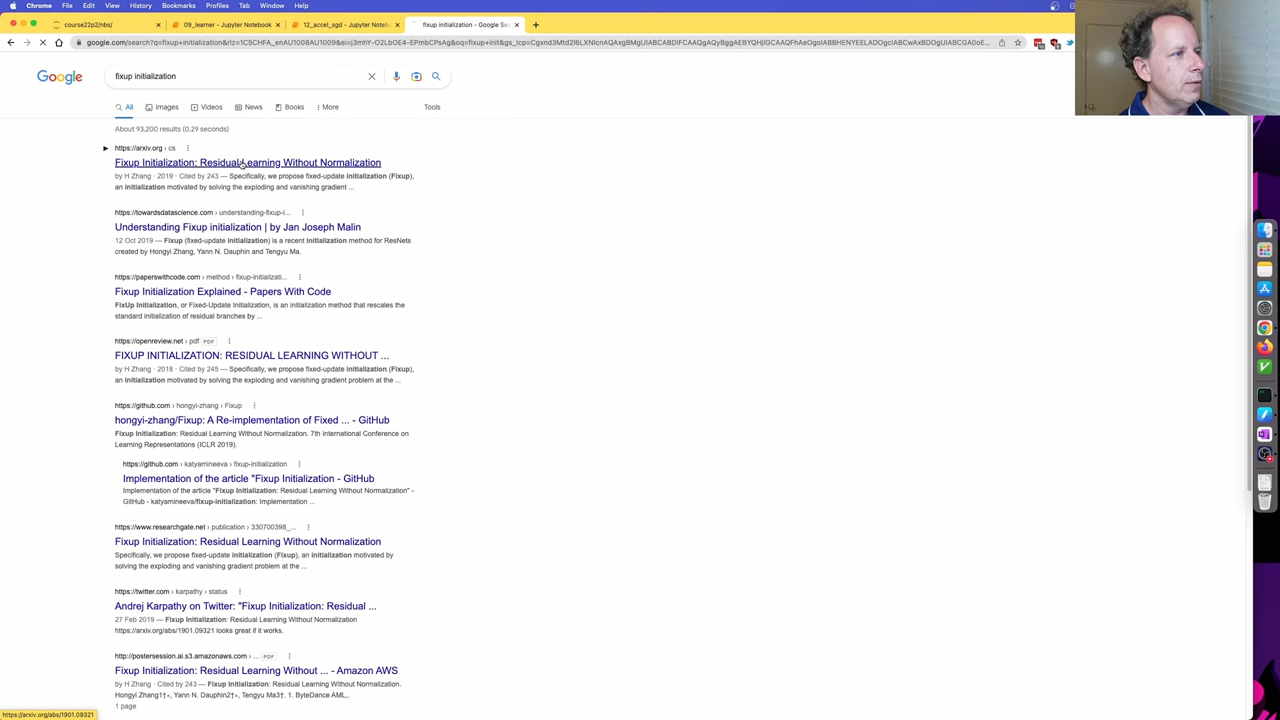 Chrome File Edit View History Bookmarks Profiles Tab Window Help
course22p2/nbs/
09_learner - Jupyter Notebook
12_accel_sgd - Jupyter Notebook
fixup initialization - Google Se
Google
fixup initialization
All Images Videos News Books More Tools
About 93,200 results (0.29 seconds)
https://arxiv.org › cs
Fixup Initialization: Residual Learning Without Normalization
by H Zhang · 2019 · Cited by 243 — Specifically, we propose fixed-update initialization (Fixup),
an initialization motivated by solving the exploding and vanishing gradient ...
https://towardsdatascience.com › understanding-fixup-i...
Understanding Fixup initialization | by Jan Joseph Malin
12 Oct 2019 — Fixup (fixed-update Initialization) is a recent initialization method for ResNets
created by Hongyi Zhang, Yann N. Dauphin and Tengyu Ma.
https://paperswithcode.com › method › fixup-initializati...
Fixup Initialization Explained - Papers With Code
FixUp Initialization, or Fixed-Update Initialization, is an initialization method that rescales the
standard initialization of residual branches by ...
https://openreview.net › pdf PDF
FIXUP INITIALIZATION: RESIDUAL LEARNING WITHOUT ...
by H Zhang · 2018 · Cited by 245 — Specifically, we propose fixed-update initialization (Fixup),
an initialization motivated by solving the exploding and vanishing gradient problem at the ...
https://github.com › hongyi-zhang › Fixup
hongyi-zhang/Fixup: A Re-implementation of Fixed ... - GitHub
Fixup Initialization: Residual Learning Without Normalization. 7th International Conference on
Learning Representations (ICLR 2019).
https://github.com › katyamineeva › fixup-initialization
Implementation of the article "Fixup Initialization - GitHub
Implementation of the article "Fixup Initialization: Residual Learning Without Normalization" -
GitHub - katyamineeva/fixup-initialization: Implementation ...
https://www.researchgate.net › publication › 330700398_...
Fixup Initialization: Residual Learning Without Normalization
Specifically, we propose fixed-update initialization (Fixup), an initialization motivated by
solving the exploding and vanishing gradient problem at the ...
https://twitter.com › karpathy › status
Andrej Karpathy on Twitter: "Fixup Initialization: Residual ...
27 Feb 2019 — Fixup Initialization: Residual Learning Without Normalization
https://arxiv.org/abs/1901.09321 looks great if it works.
http://postersession.ai.s3.amazonaws.com › ... PDF
Fixup Initialization: Residual Learning Without ... - Amazon AWS
by H Zhang · Cited by 243 — Fixup Initialization: Residual Learning Without Normalization.
Hongyi Zhang1†∗, Yann N. Dauphin2†∗, Tengyu Ma3†. 1. ByteDance AML,.
1 page
https://arxiv.org/abs/1901.09321